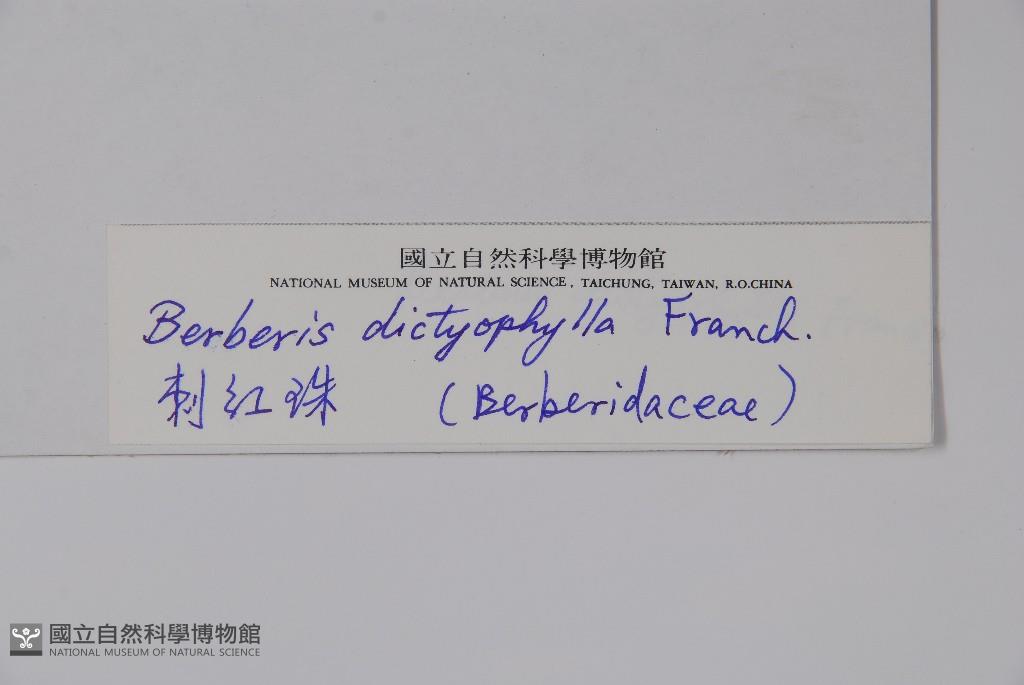 國立自然科學博物館
NATIONAL MUSEUM OF NATURAL SCIENCE, TAICHUNG, TAIWAN, R.O.CHINA
Berberis dictyophylla Franch.
刺紅珠 (Berberidaceae)
國立自然科學博物館
NATIONAL MUSEUM OF NATURAL SCIENCE